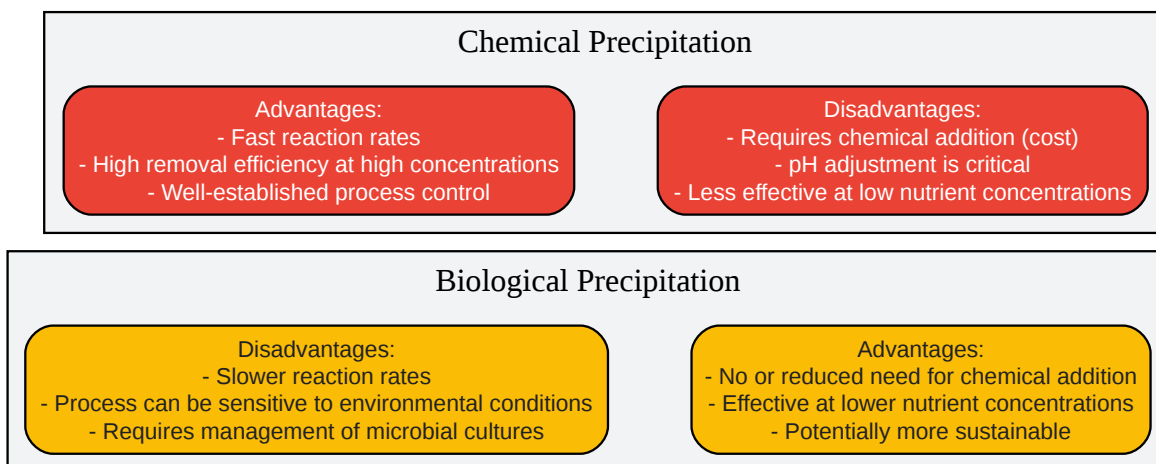 Chemical Precipitation
Advantages:
- Fast reaction rates
- High removal efficiency at high concentrations
- Well-established process control
Disadvantages:
- Requires chemical addition (cost)
- pH adjustment is critical
- Less effective at low nutrient concentrations
Biological Precipitation
Disadvantages:
- Slower reaction rates
- Process can be sensitive to environmental conditions
- Requires management of microbial cultures
Advantages:
- No or reduced need for chemical addition
- Effective at lower nutrient concentrations
- Potentially more sustainable